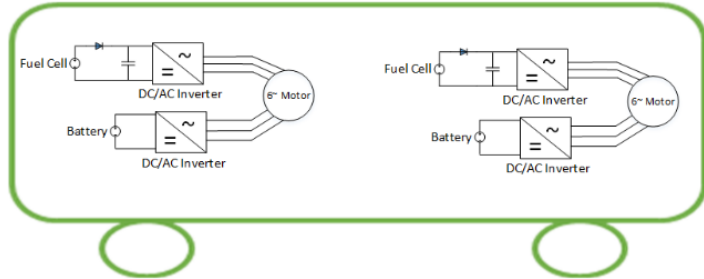 Fuel Cell
DC/AC Inverter
6~ Motor
Battery
DC/AC Inverter
Fuel Cell
DC/AC Inverter
6~ Motor
Battery
DC/AC Inverter